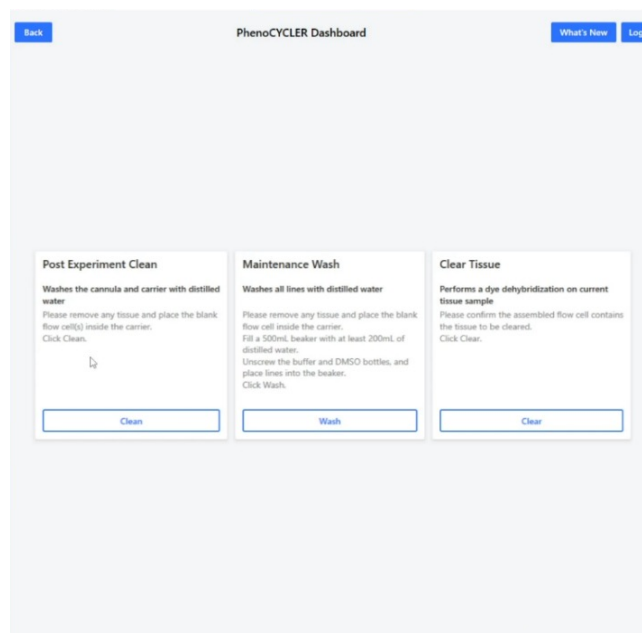 Back
PhenoCYCLER Dashboard
What's New
Log
Post Experiment Clean
Washes the cannula and carrier with distilled
water
Please remove any tissue and place the blank
flow cell(s) inside the carrier.
Click Clean.
Clean
Maintenance Wash
Washes all lines with distilled water
Please remove any tissue and place the blank
flow cell inside the carrier.
Fill a 500mL beaker with at least 200mL of
distilled water.
Unscrew the buffer and DMSO bottles, and
place lines into the beaker.
Click Wash.
Wash
Clear Tissue
Performs a dye dehybridization on current
tissue sample
Please confirm the assembled flow cell contains
the tissue to be cleared.
Click Clear.
Clear